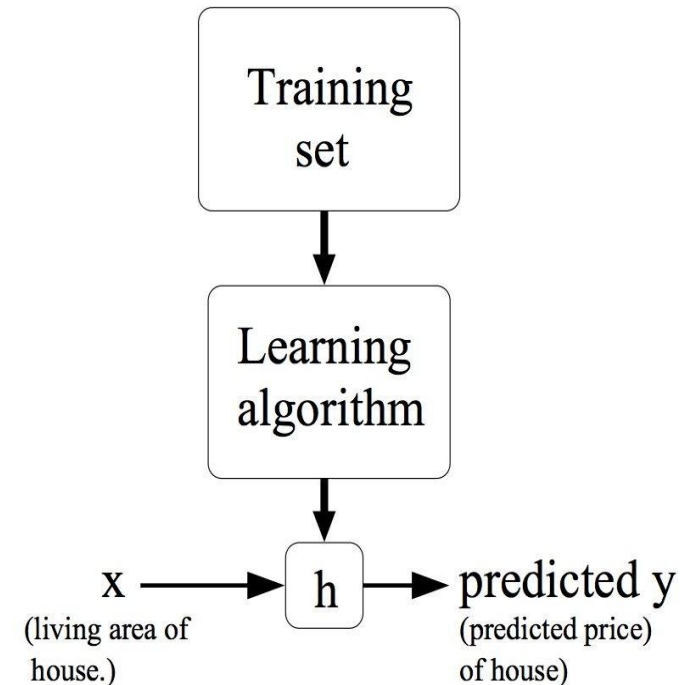 Training
set
Learning
algorithm
x
h
predicted y
(living area of
house.)
(predicted price)
of house)